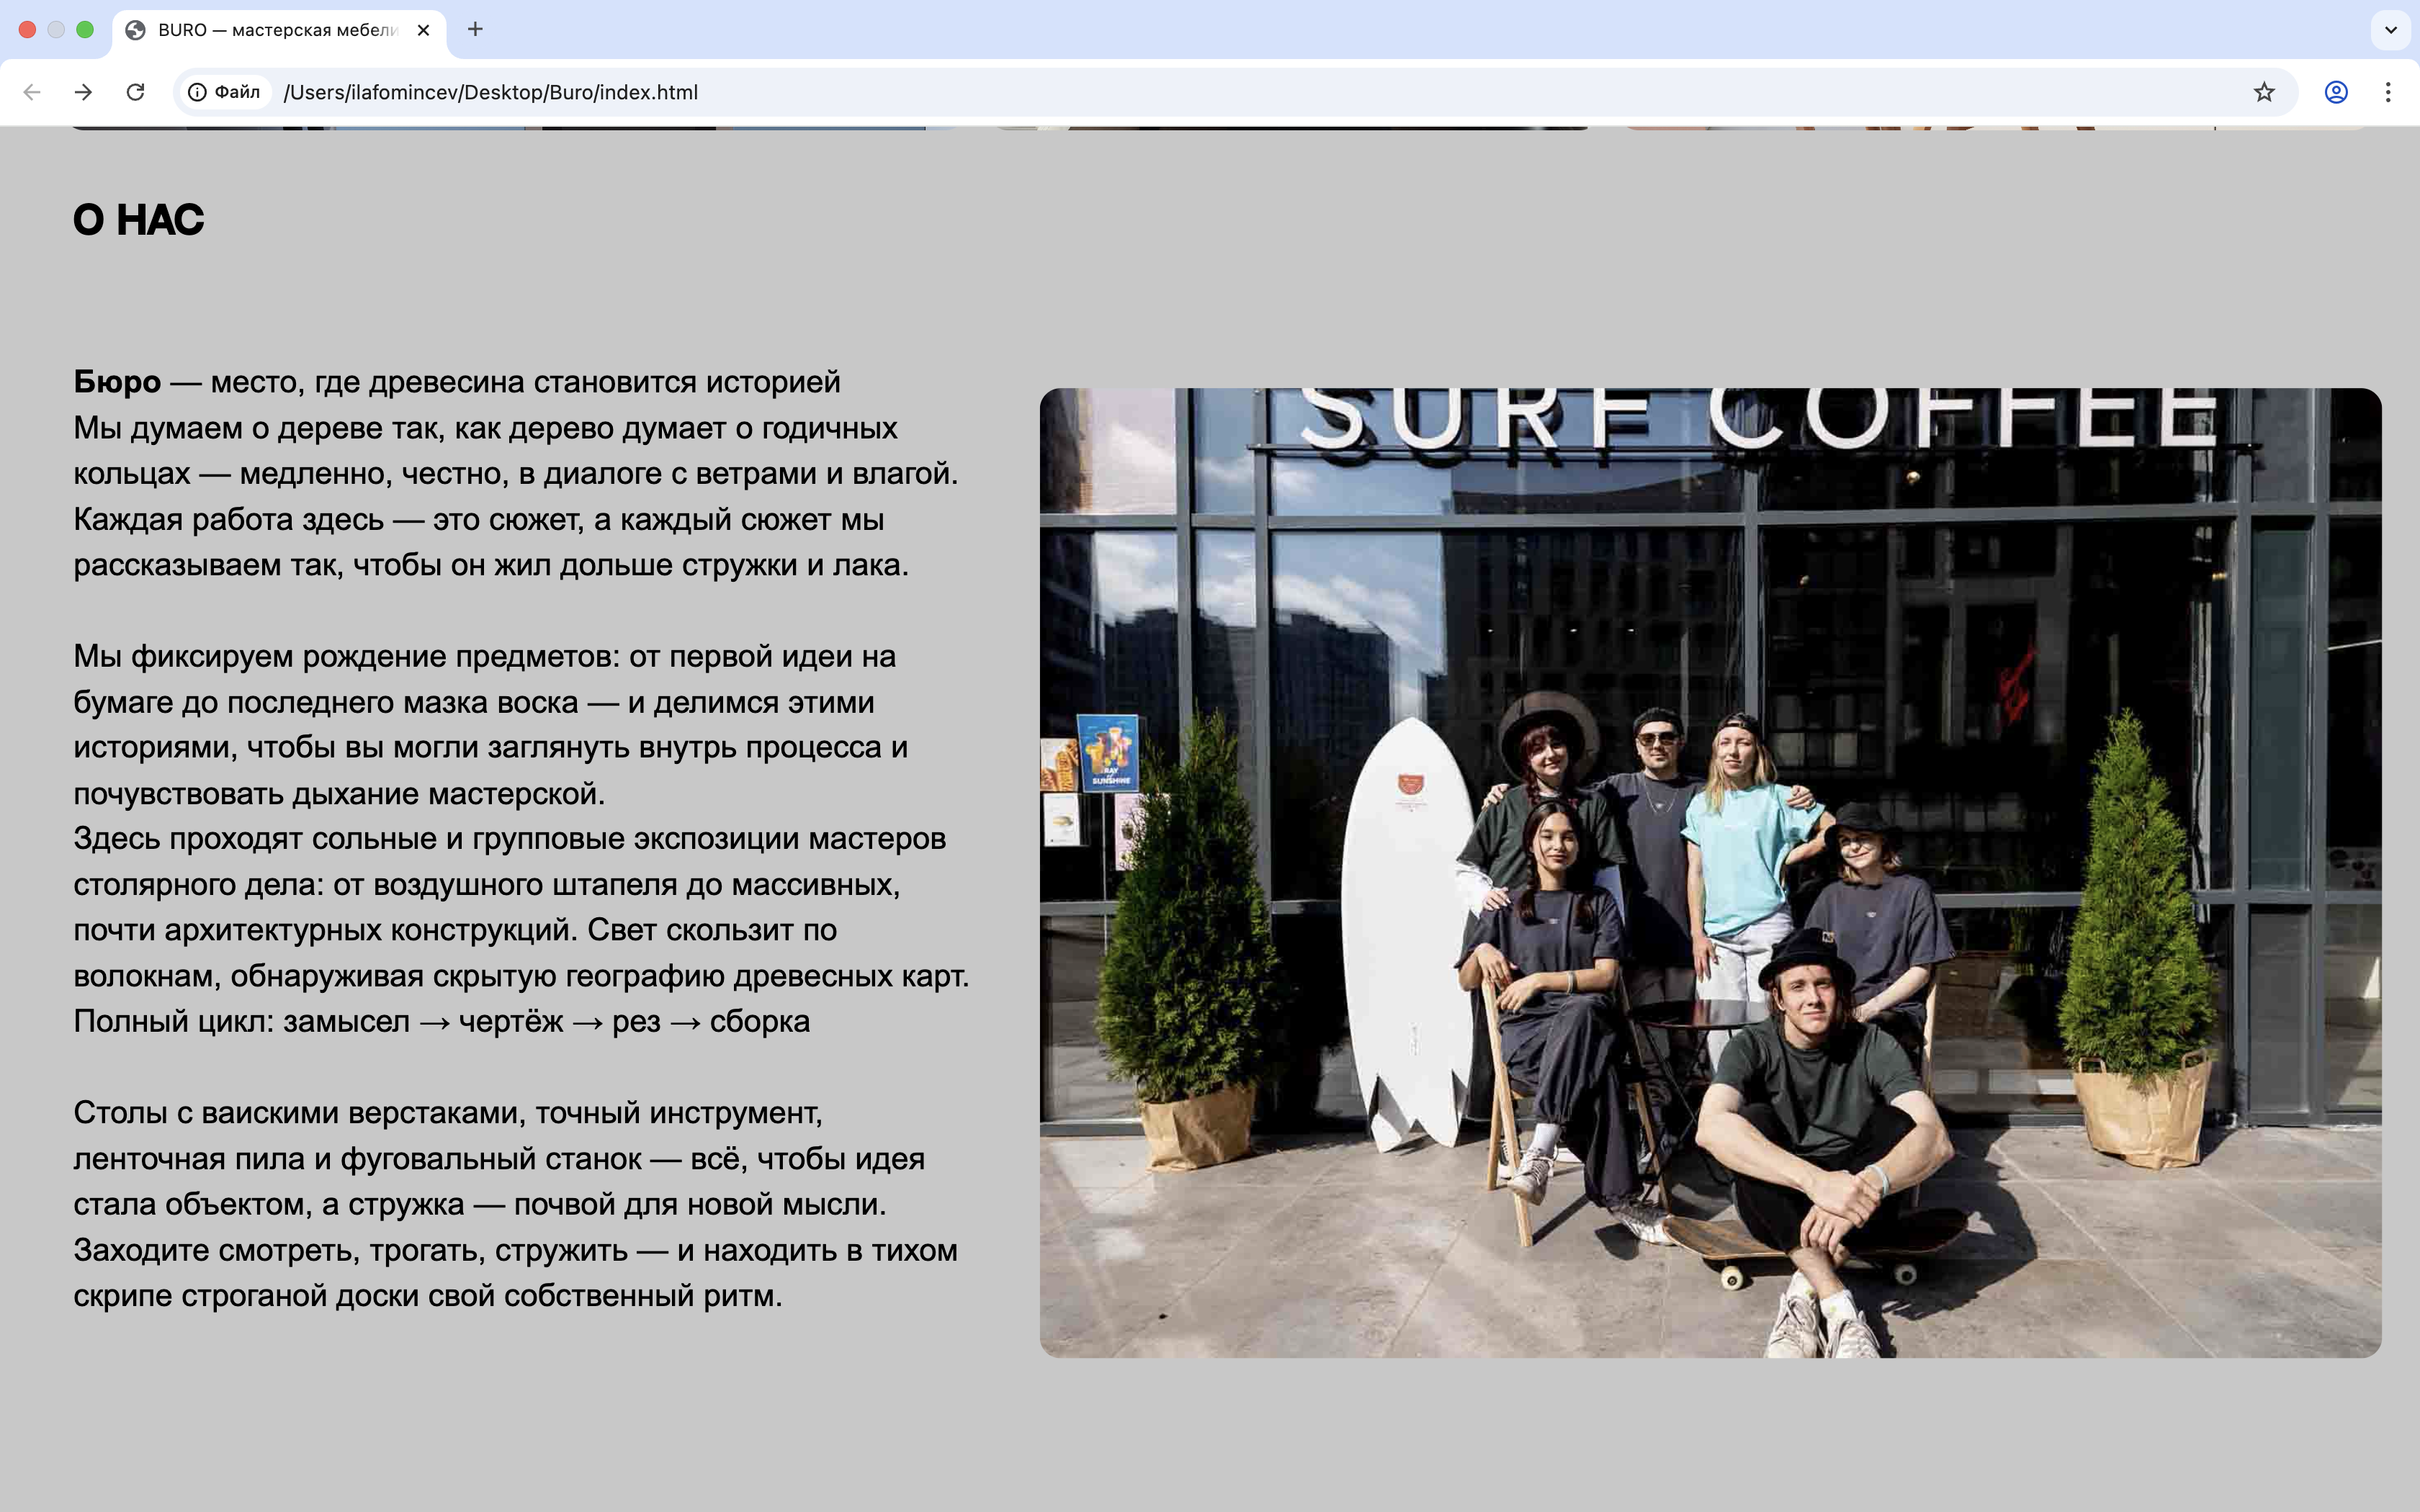 BURO — мастерская мебели
Файл
/Users/ilafomincev/Desktop/Buro/index.html
О НАС
Бюро — место, где древесина становится историей
Мы думаем о дереве так, как дерево думает о годичных
кольцах — медленно, честно, в диалоге с ветрами и влагой.
Каждая работа здесь — это сюжет, а каждый сюжет мы
рассказываем так, чтобы он жил дольше стружки и лака.
Мы фиксируем рождение предметов: от первой идеи на
бумаге до последнего мазка воска — и делимся этими
историями, чтобы вы могли заглянуть внутрь процесса и
почувствовать дыхание мастерской.
Здесь проходят сольные и групповые экспозиции мастеров
столярного дела: от воздушного штапеля до массивных,
почти архитектурных конструкций. Свет скользит по
волокнам, обнаруживая скрытую географию древесных карт.
Полный цикл: замысел → чертёж → рез → сборка
Столы с ваискими верстаками, точный инструмент,
ленточная пила и фуговальный станок — всё, чтобы идея
стала объектом, а стружка — почвой для новой мысли.
Заходите смотреть, трогать, стружить — и находить в тихом
скрипе строганой доски свой собственный ритм.
SURF COFFEE
RAY
SUNSHINE